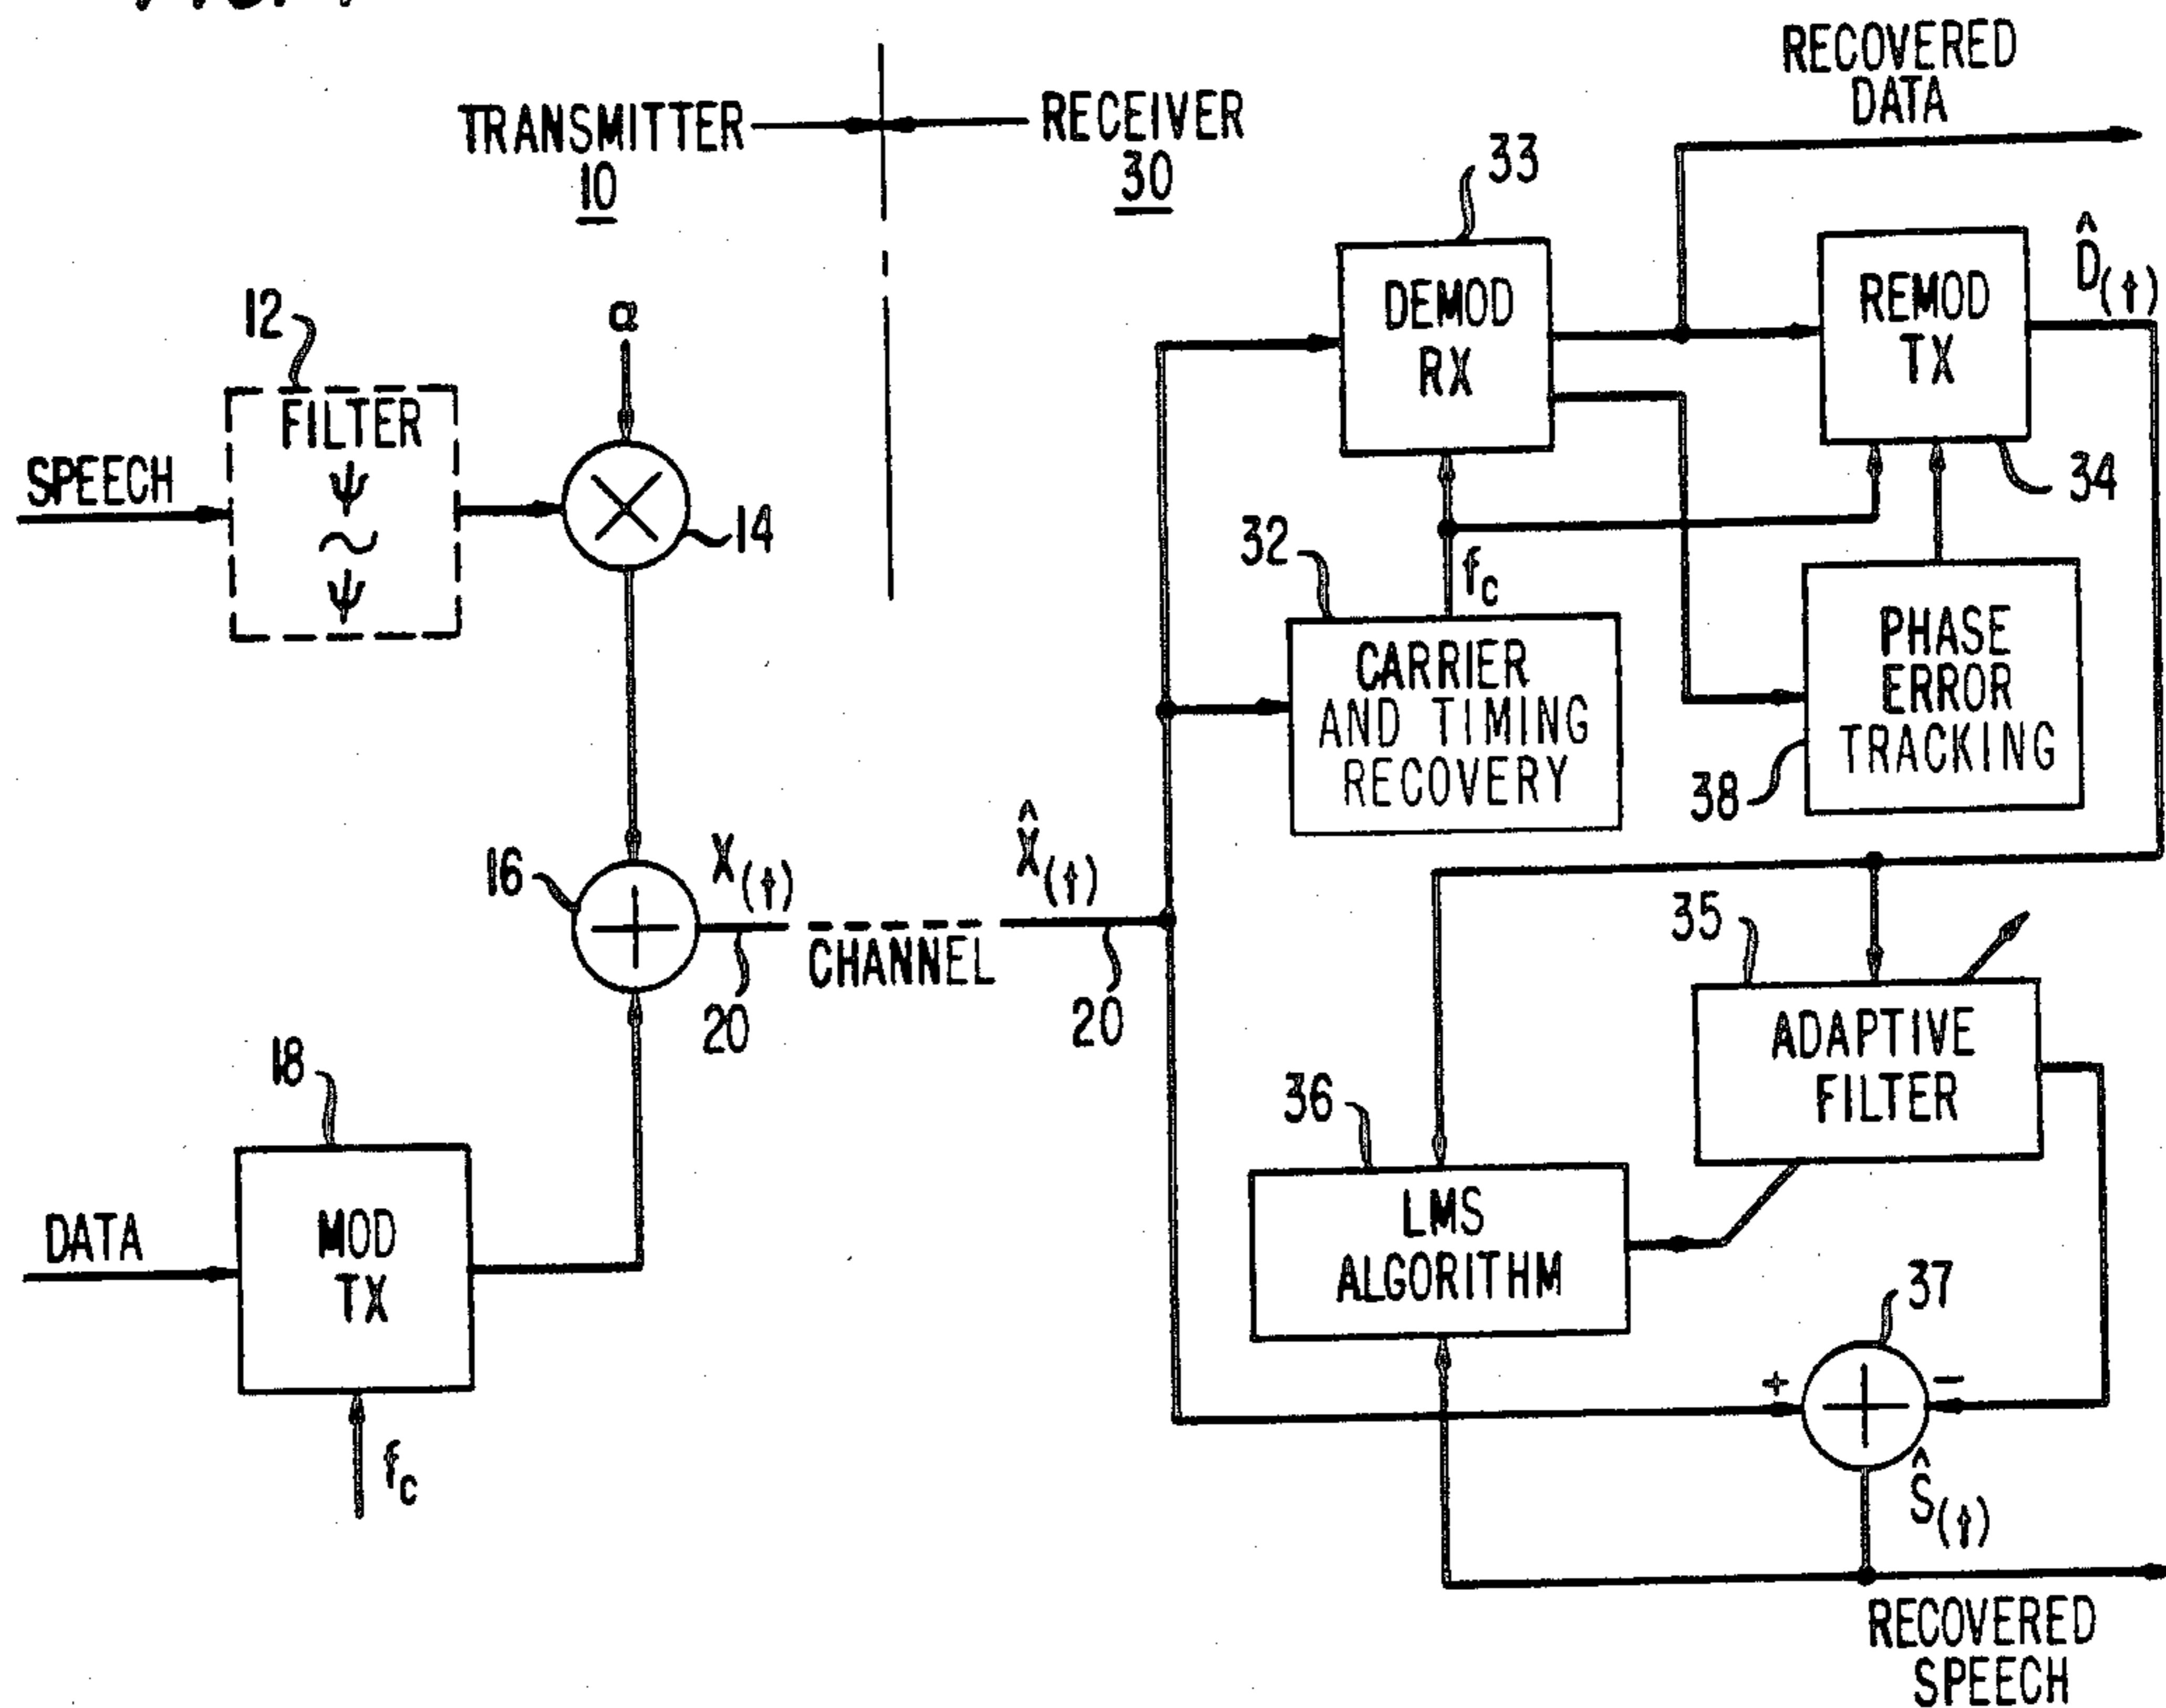 TRANSMITTER
10
RECEIVER
30
RECOVERED
DATA
33
DEMOD
RX
REMOD
TX
D̂(t)
34
12
FILTER
ψ
~
ψ
α
SPEECH
14
32
fc
CARRIER
AND TIMING
RECOVERY
PHASE
ERROR
TRACKING
38
16
X(t)
X̂(t)
CHANNEL
20
20
35
ADAPTIVE
FILTER
18
DATA
MOD
TX
fc
36
LMS
ALGORITHM
37
+
−
Ŝ(t)
RECOVERED
SPEECH